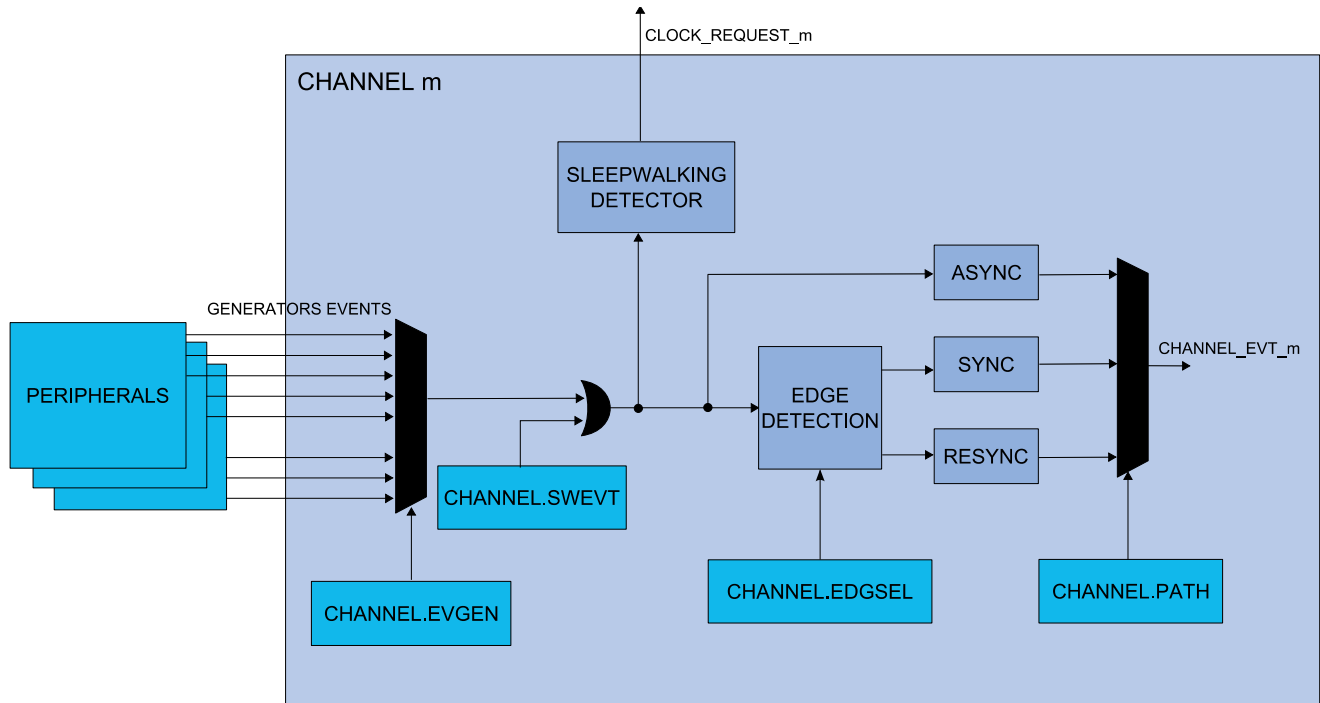 CLOCK_REQUEST_m
CHANNEL m
SLEEPWALKING
DETECTOR
ASYNC
GENERATORS EVENTS
PERIPHERALS
SYNC
CHANNEL_EVT_m
EDGE
DETECTION
RESYNC
CHANNEL.SWEVT
CHANNEL.EVGEN
CHANNEL.EDGSEL
CHANNEL.PATH